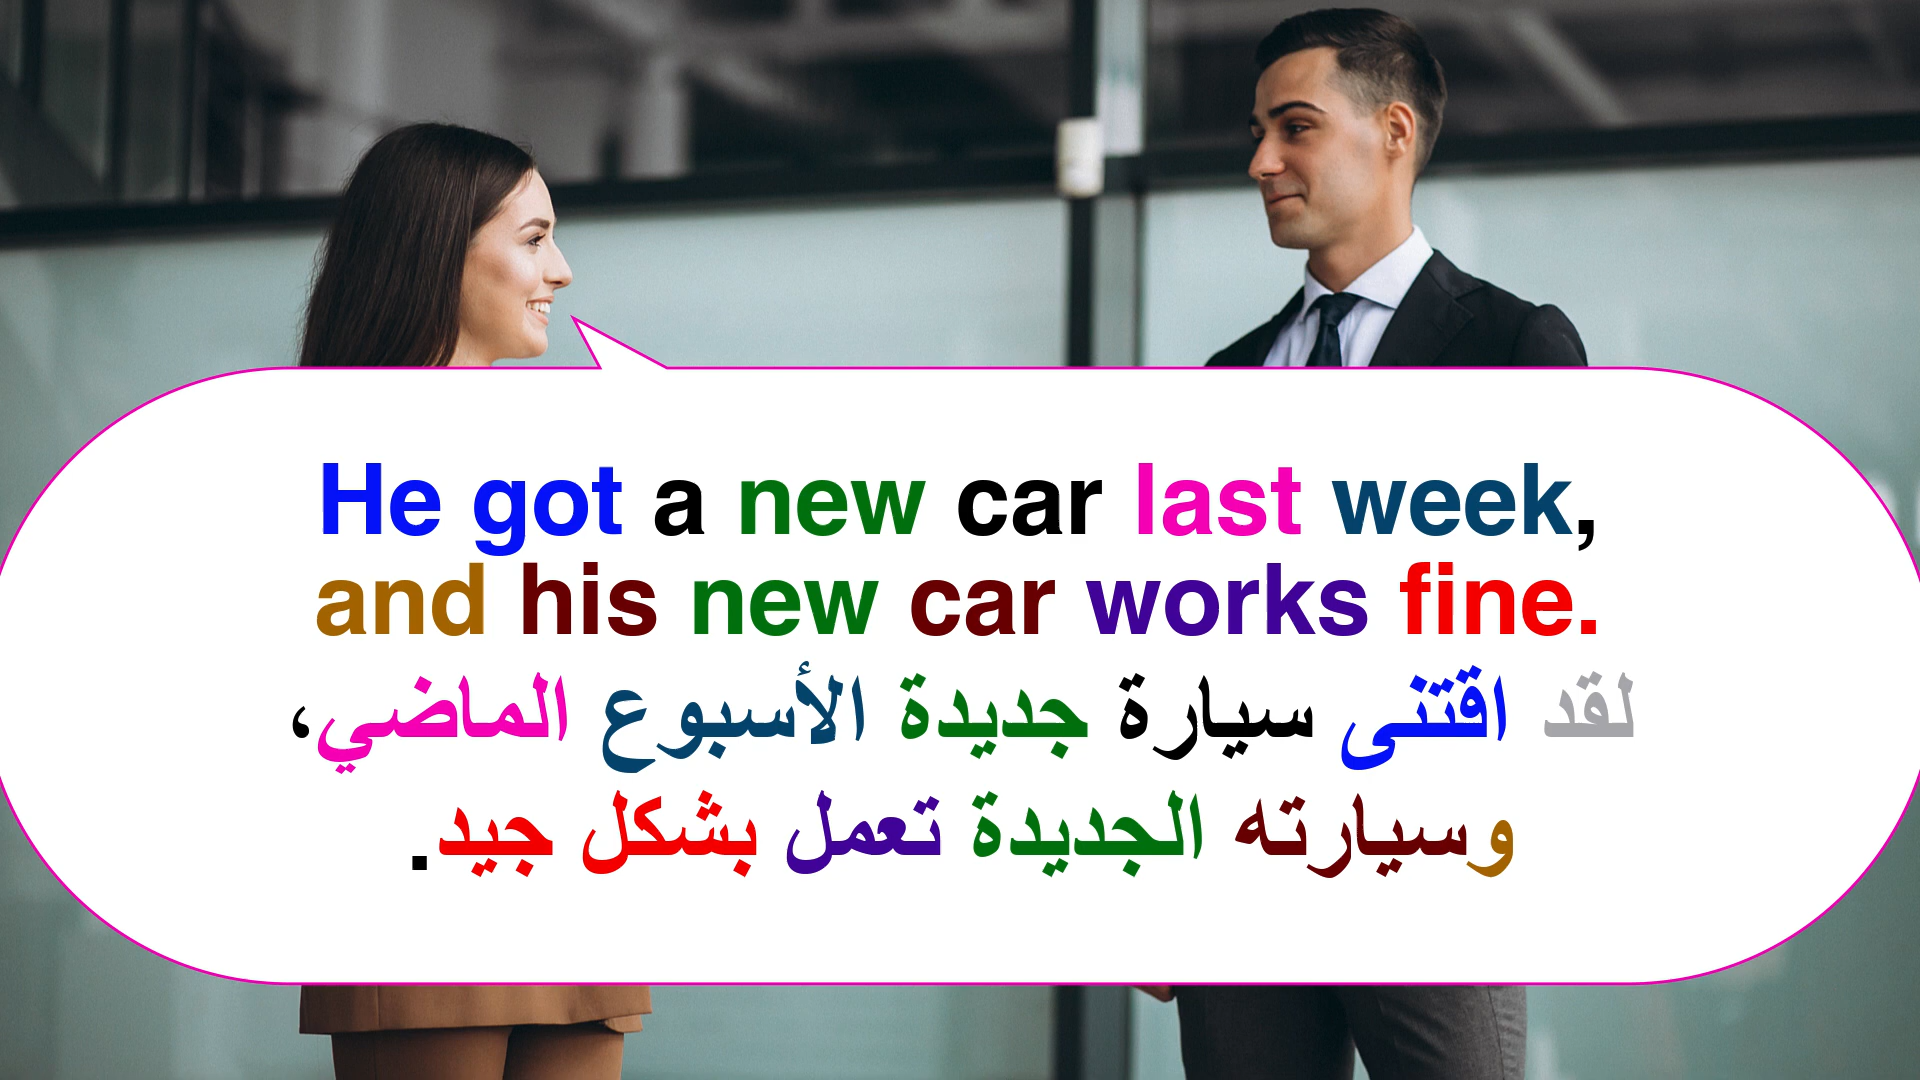 He got a new car last week,
and his new car works fine.
لقد اقتنى سيارة جديدة الأسبوع الماضي،
وسيارته الجديدة تعمل بشكل جيد.